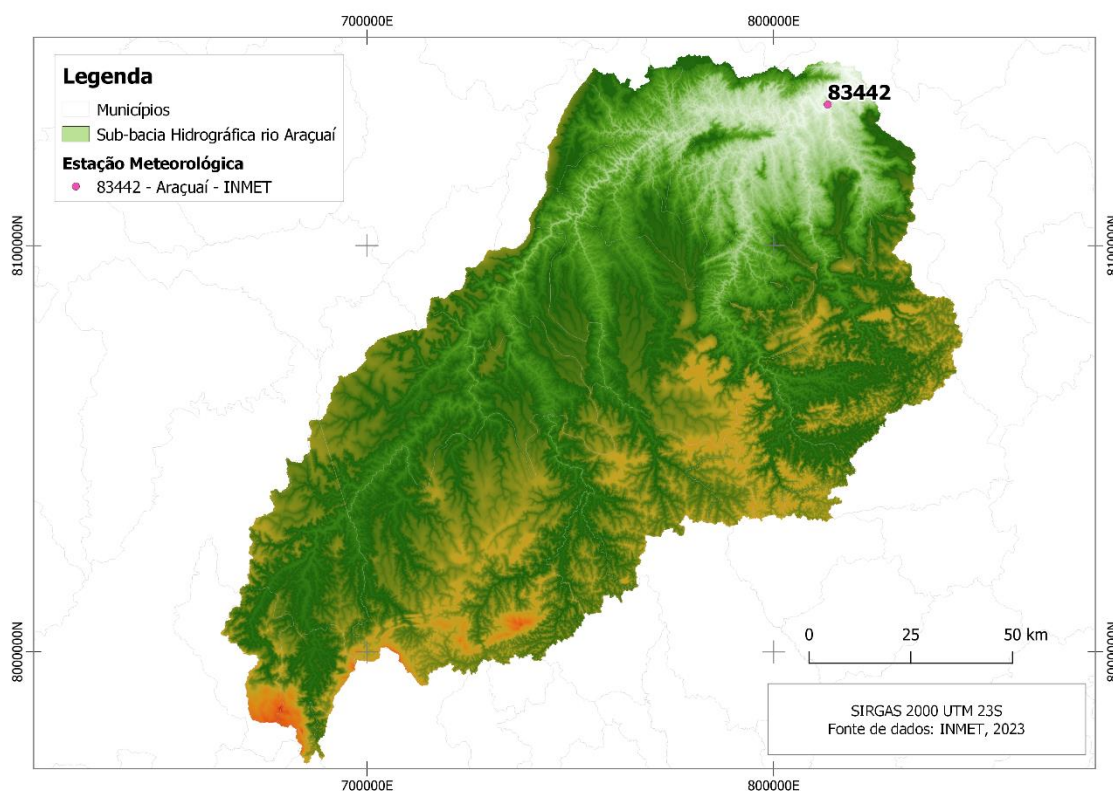 700000E
800000E
Legenda
Municípios
Sub-bacia Hidrográfica rio Araçuaí
Estação Meteorológica
83442 - Araçuaí - INMET
83442
8100000N
8100000N
0 25 50 km
8000000N
8000000N
SIRGAS 2000 UTM 23S
Fonte de dados: INMET, 2023
700000E
800000E